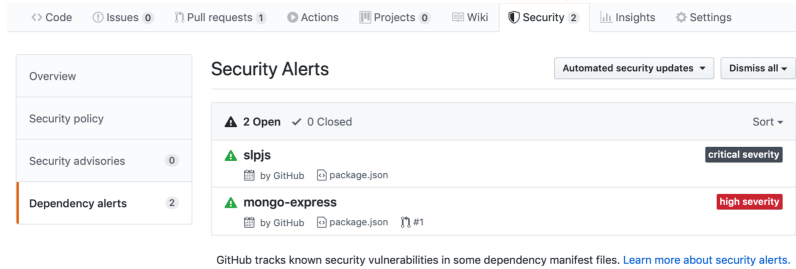 Code Issues 0 Pull requests 1 Actions Projects 0 Wiki Security 2 Insights Settings
Overview
Security policy
Security advisories 0
Dependency alerts 2
Security Alerts Automated security updates Dismiss all
2 Open 0 Closed Sort
slpjs critical severity
by GitHub package.json
mongo-express high severity
by GitHub package.json #1
GitHub tracks known security vulnerabilities in some dependency manifest files. Learn more about security alerts.